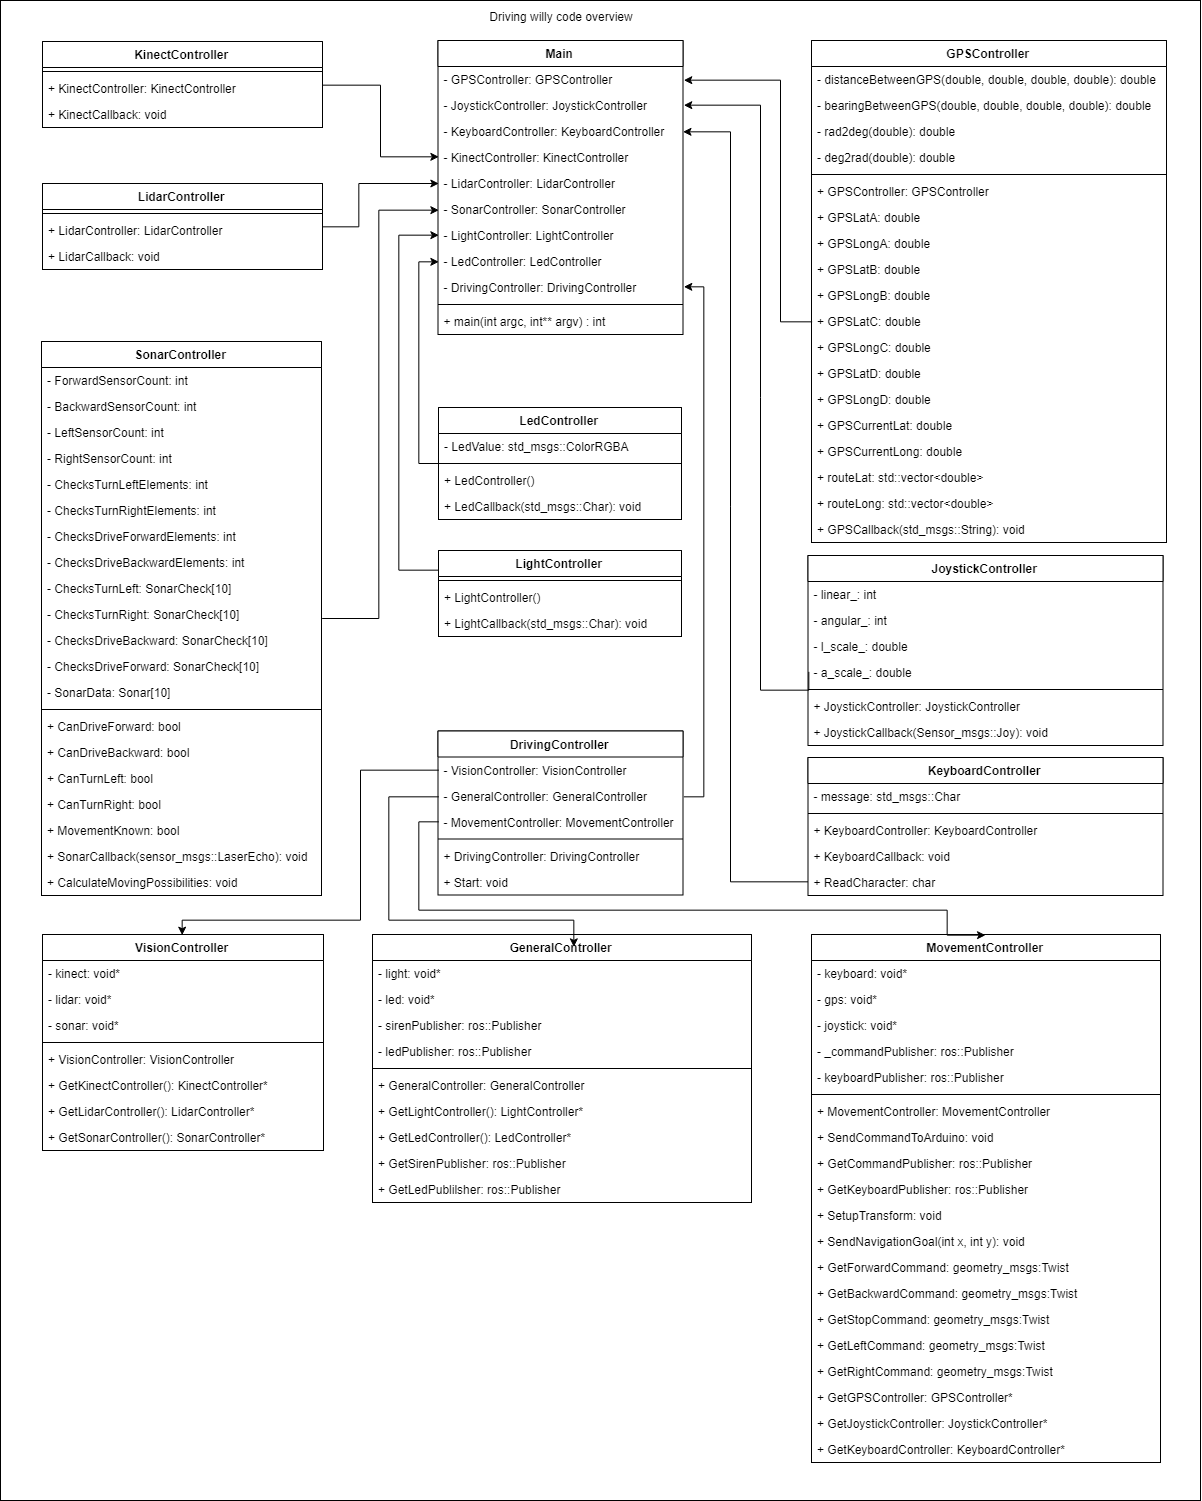 Driving willy code overview
KinectController
+ KinectController: KinectController
+ KinectCallback: void
LidarController
+ LidarController: LidarController
+ LidarCallback: void
SonarController
- ForwardSensorCount: int
- BackwardSensorCount: int
- LeftSensorCount: int
- RightSensorCount: int
- ChecksTurnLeftElements: int
- ChecksTurnRightElements: int
- ChecksDriveForwardElements: int
- ChecksDriveBackwardElements: int
- ChecksTurnLeft: SonarCheck[10]
- ChecksTurnRight: SonarCheck[10]
- ChecksDriveBackward: SonarCheck[10]
- ChecksDriveForward: SonarCheck[10]
- SonarData: Sonar[10]
+ CanDriveForward: bool
+ CanDriveBackward: bool
+ CanTurnLeft: bool
+ CanTurnRight: bool
+ MovementKnown: bool
+ SonarCallback(sensor_msgs::LaserEcho): void
+ CalculateMovingPossibilities: void
Main
- GPSController: GPSController
- JoystickController: JoystickController
- KeyboardController: KeyboardController
- KinectController: KinectController
- LidarController: LidarController
- SonarController: SonarController
- LightController: LightController
- LedController: LedController
- DrivingController: DrivingController
+ main(int argc, int** argv) : int
LedController
- LedValue: std_msgs::ColorRGBA
+ LedController()
+ LedCallback(std_msgs::Char): void
LightController
+ LightController()
+ LightCallback(std_msgs::Char): void
DrivingController
- VisionController: VisionController
- GeneralController: GeneralController
- MovementController: MovementController
+ DrivingController: DrivingController
+ Start: void
GPSController
- distanceBetweenGPS(double, double, double, double): double
- bearingBetweenGPS(double, double, double, double): double
- rad2deg(double): double
- deg2rad(double): double
+ GPSController: GPSController
+ GPSLatA: double
+ GPSLongA: double
+ GPSLatB: double
+ GPSLongB: double
+ GPSLatC: double
+ GPSLongC: double
+ GPSLatD: double
+ GPSLongD: double
+ GPSCurrentLat: double
+ GPSCurrentLong: double
+ routeLat: std::vector<double>
+ routeLong: std::vector<double>
+ GPSCallback(std_msgs::String): void
JoystickController
- linear_: int
- angular_: int
- l_scale_: double
- a_scale_: double
+ JoystickController: JoystickController
+ JoystickCallback(Sensor_msgs::Joy): void
KeyboardController
- message: std_msgs::Char
+ KeyboardController: KeyboardController
+ KeyboardCallback: void
+ ReadCharacter: char
VisionController
- kinect: void*
- lidar: void*
- sonar: void*
+ VisionController: VisionController
+ GetKinectController(): KinectController*
+ GetLidarController(): LidarController*
+ GetSonarController(): SonarController*
GeneralController
- light: void*
- led: void*
- sirenPublisher: ros::Publisher
- ledPublisher: ros::Publisher
+ GeneralController: GeneralController
+ GetLightController(): LightController*
+ GetLedController(): LedController*
+ GetSirenPublisher: ros::Publisher
+ GetLedPublilsher: ros::Publisher
MovementController
- keyboard: void*
- gps: void*
- joystick: void*
- _commandPublisher: ros::Publisher
- keyboardPublisher: ros::Publisher
+ MovementController: MovementController
+ SendCommandToArduino: void
+ GetCommandPublisher: ros::Publisher
+ GetKeyboardPublisher: ros::Publisher
+ SetupTransform: void
+ SendNavigationGoal(int x, int y): void
+ GetForwardCommand: geometry_msgs:Twist
+ GetBackwardCommand: geometry_msgs:Twist
+ GetStopCommand: geometry_msgs:Twist
+ GetLeftCommand: geometry_msgs:Twist
+ GetRightCommand: geometry_msgs:Twist
+ GetGPSController: GPSController*
+ GetJoystickController: JoystickController*
+ GetKeyboardController: KeyboardController*